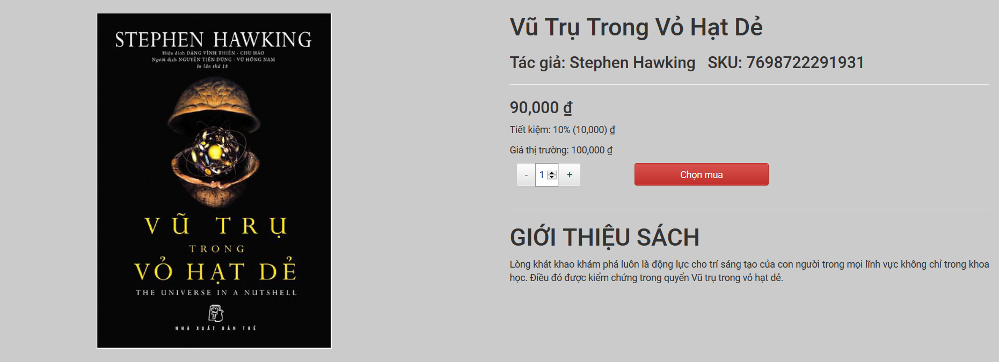 STEPHEN HAWKING
Hiệu đính ĐẶNG VĨNH THIÊN - CHU HẢO
Người dịch NGUYỄN TIẾN DŨNG - VŨ HỒNG NAM
In lần thứ 18
VŨ TRỤ
TRONG
VỎ HẠT DẺ
THE UNIVERSE IN A NUTSHELL
NHÀ XUẤT BẢN TRẺ
Vũ Trụ Trong Vỏ Hạt Dẻ
Tác giả: Stephen Hawking SKU: 7698722291931
90,000 ₫
Tiết kiệm: 10% (10,000) ₫
Giá thị trường: 100,000 ₫
- 1 + Chọn mua
GIỚI THIỆU SÁCH
Lòng khát khao khám phá luôn là động lực cho trí sáng tạo của con người trong mọi lĩnh vực không chỉ trong khoa
học. Điều đó được kiểm chứng trong quyển Vũ trụ trong vỏ hạt dẻ.